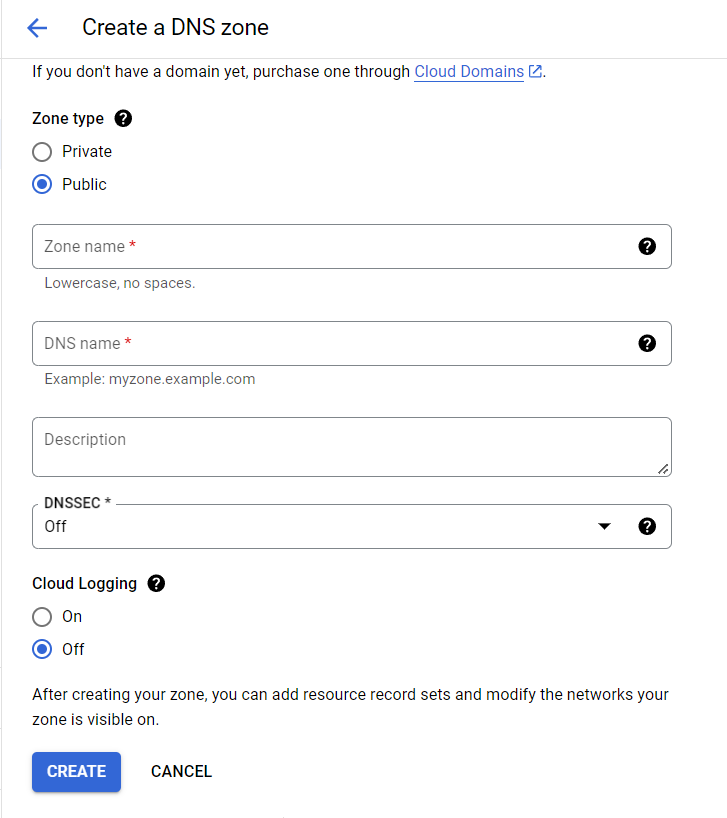 Create a DNS zone
If you don't have a domain yet, purchase one through Cloud Domains.
Zone type
Private
Public
Zone name *
Lowercase, no spaces.
DNS name *
Example: myzone.example.com
Description
DNSSEC *
Off
Cloud Logging
On
Off
After creating your zone, you can add resource record sets and modify the networks your
zone is visible on.
CREATE CANCEL